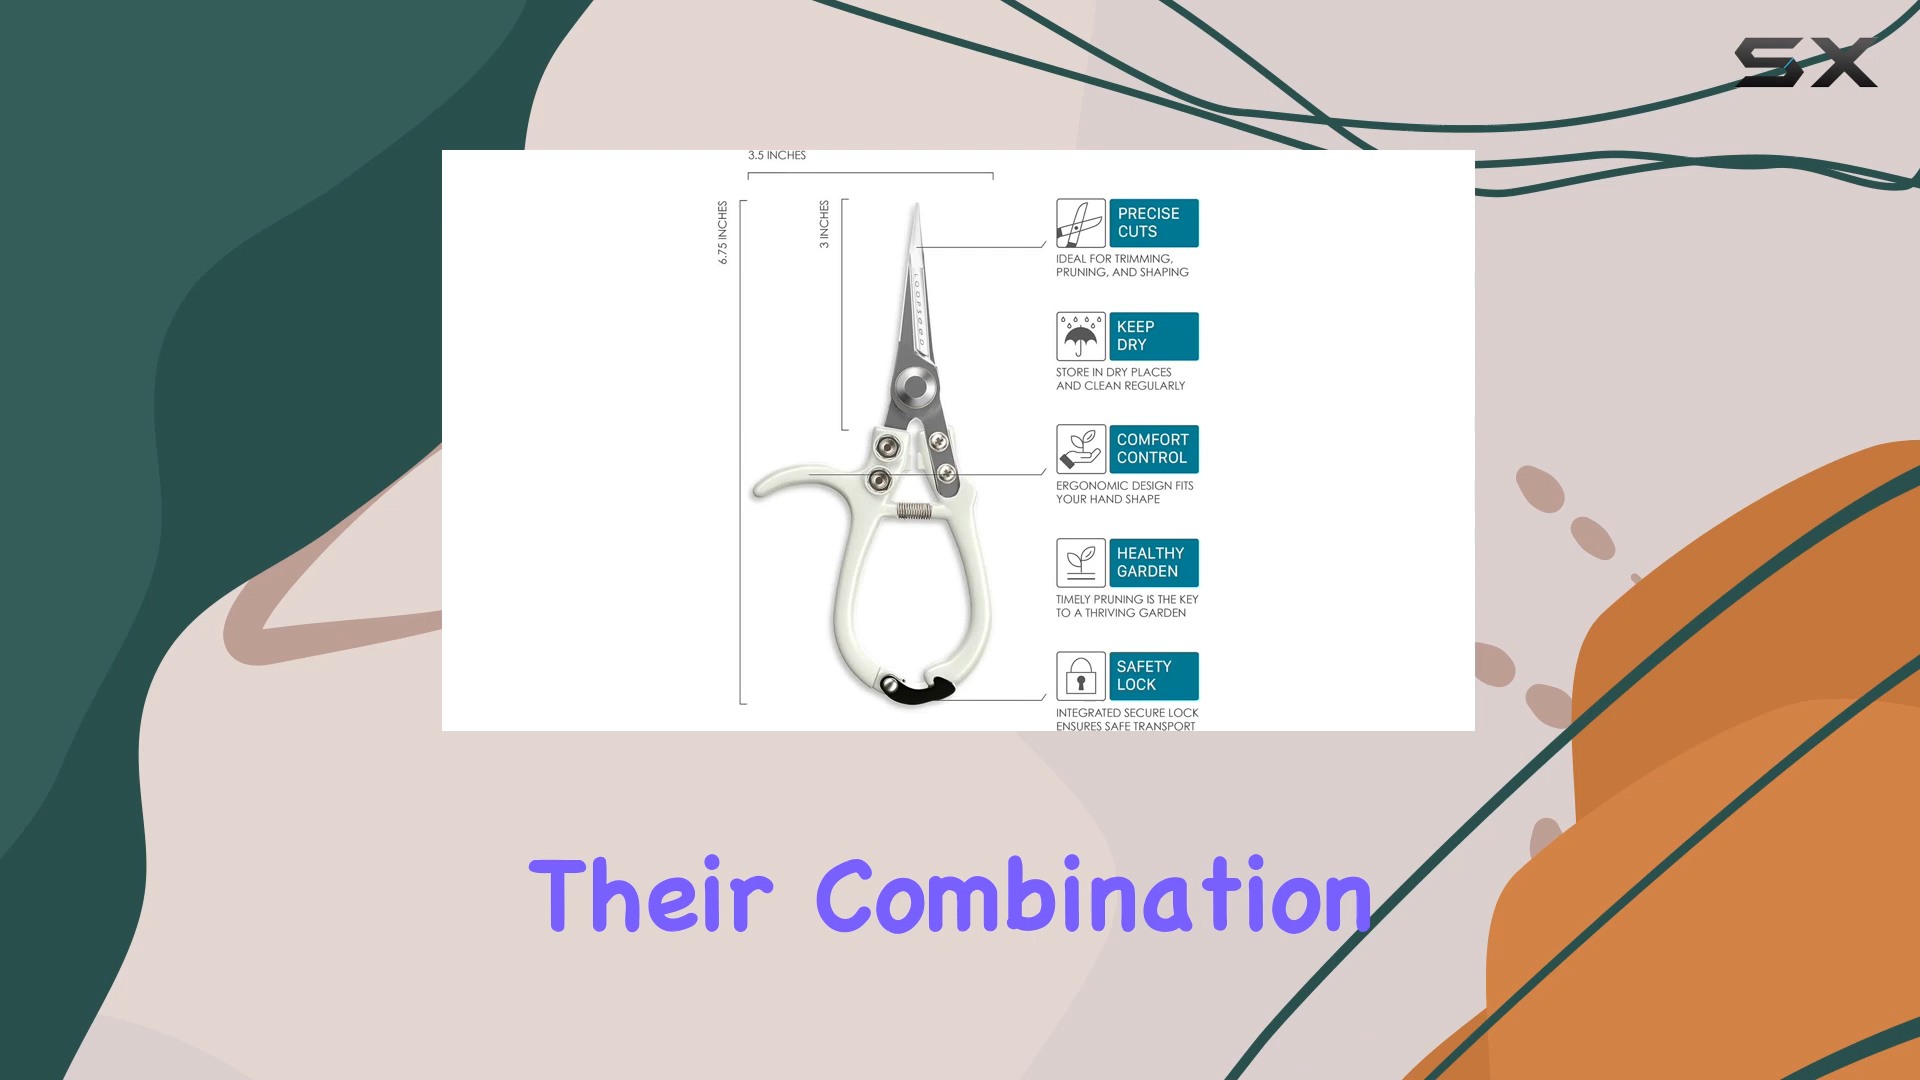 SX
3.5 INCHES
6.75 INCHES
3 INCHES
LOOPSEED
PRECISE
CUTS
IDEAL FOR TRIMMING,
PRUNING, AND SHAPING
KEEP
DRY
STORE IN DRY PLACES
AND CLEAN REGULARLY
COMFORT
CONTROL
ERGONOMIC DESIGN FITS
YOUR HAND SHAPE
HEALTHY
GARDEN
TIMELY PRUNING IS THE KEY
TO A THRIVING GARDEN
SAFETY
LOCK
INTEGRATED SECURE LOCK
ENSURES SAFE TRANSPORT
Their Combination